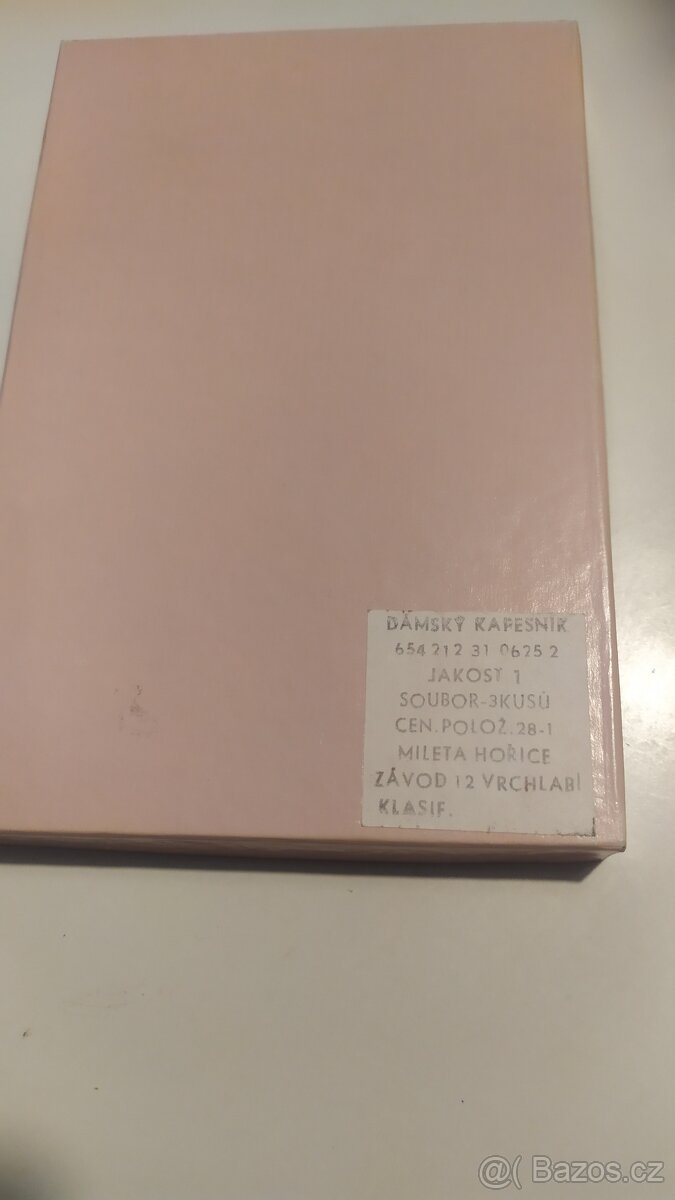 DÁMSKÝ KAPESNÍK
654 212 31 0625 2
JAKOST 1
SOUBOR-3KUSŮ
CEN.POLOŽ.28-1
MILETA HOŘICE
ZÁVOD 12 VRCHLABÍ
KLASIF.
@( Bazos.cz